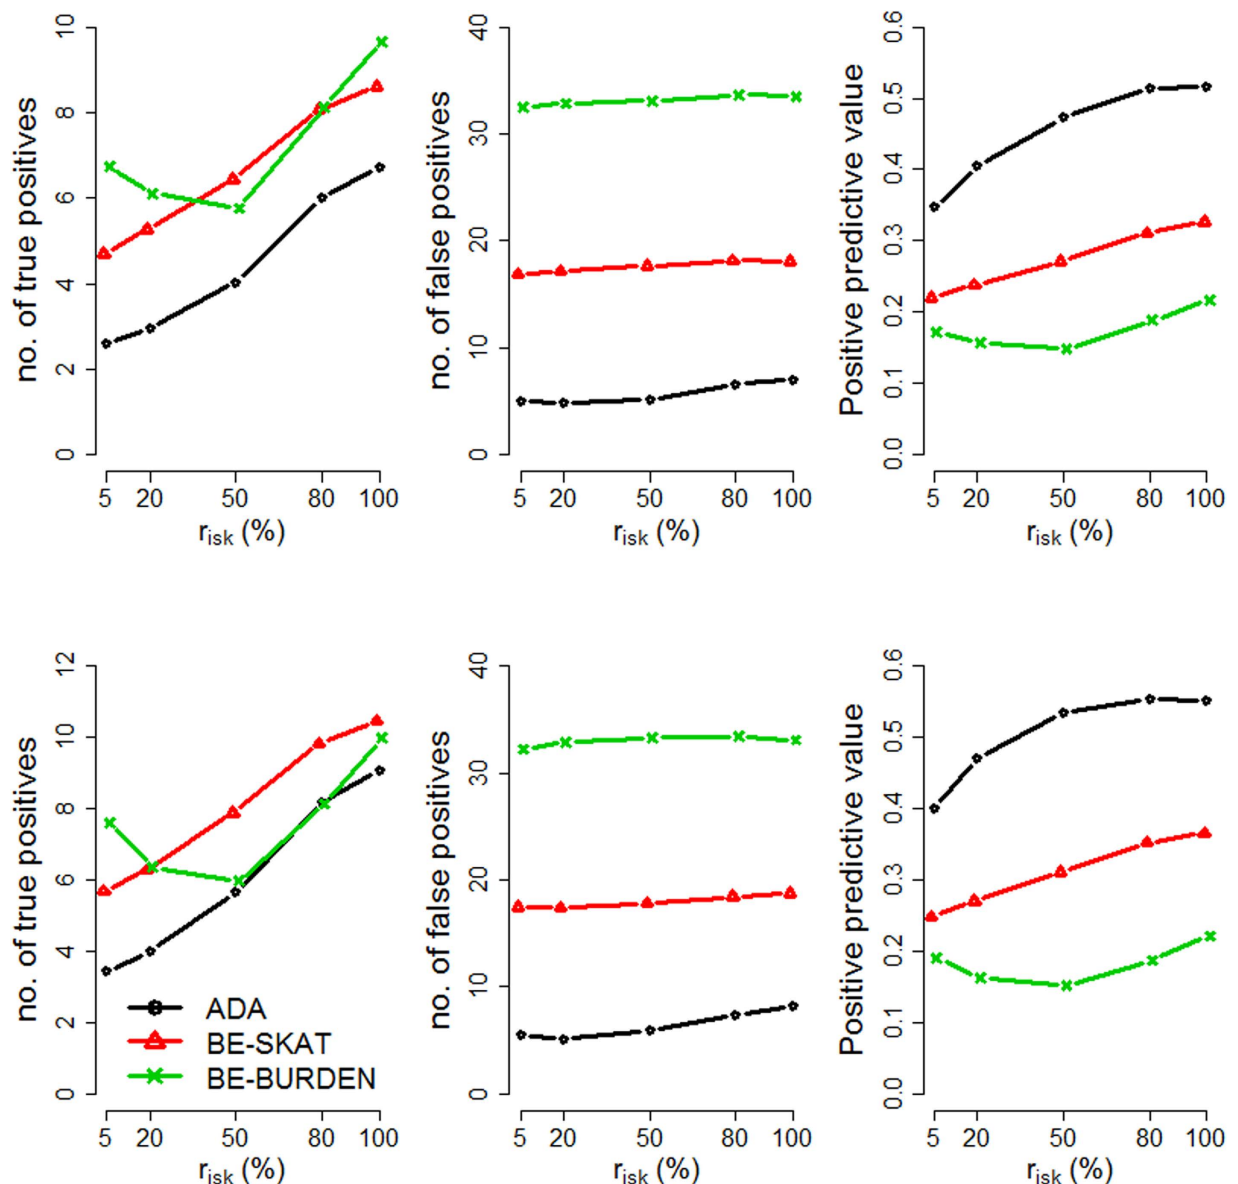 no. of true positives
0 2 4 6 8 10
5 20 50 80 100
r_isk (%)
no. of false positives
0 10 20 30 40
5 20 50 80 100
r_isk (%)
Positive predictive value
0.0 0.1 0.2 0.3 0.4 0.5 0.6
5 20 50 80 100
r_isk (%)
no. of true positives
0 2 4 6 8 10 12
ADA
BE-SKAT
BE-BURDEN
5 20 50 80 100
r_isk (%)
no. of false positives
0 10 20 30 40
5 20 50 80 100
r_isk (%)
Positive predictive value
0.0 0.1 0.2 0.3 0.4 0.5 0.6
5 20 50 80 100
r_isk (%)